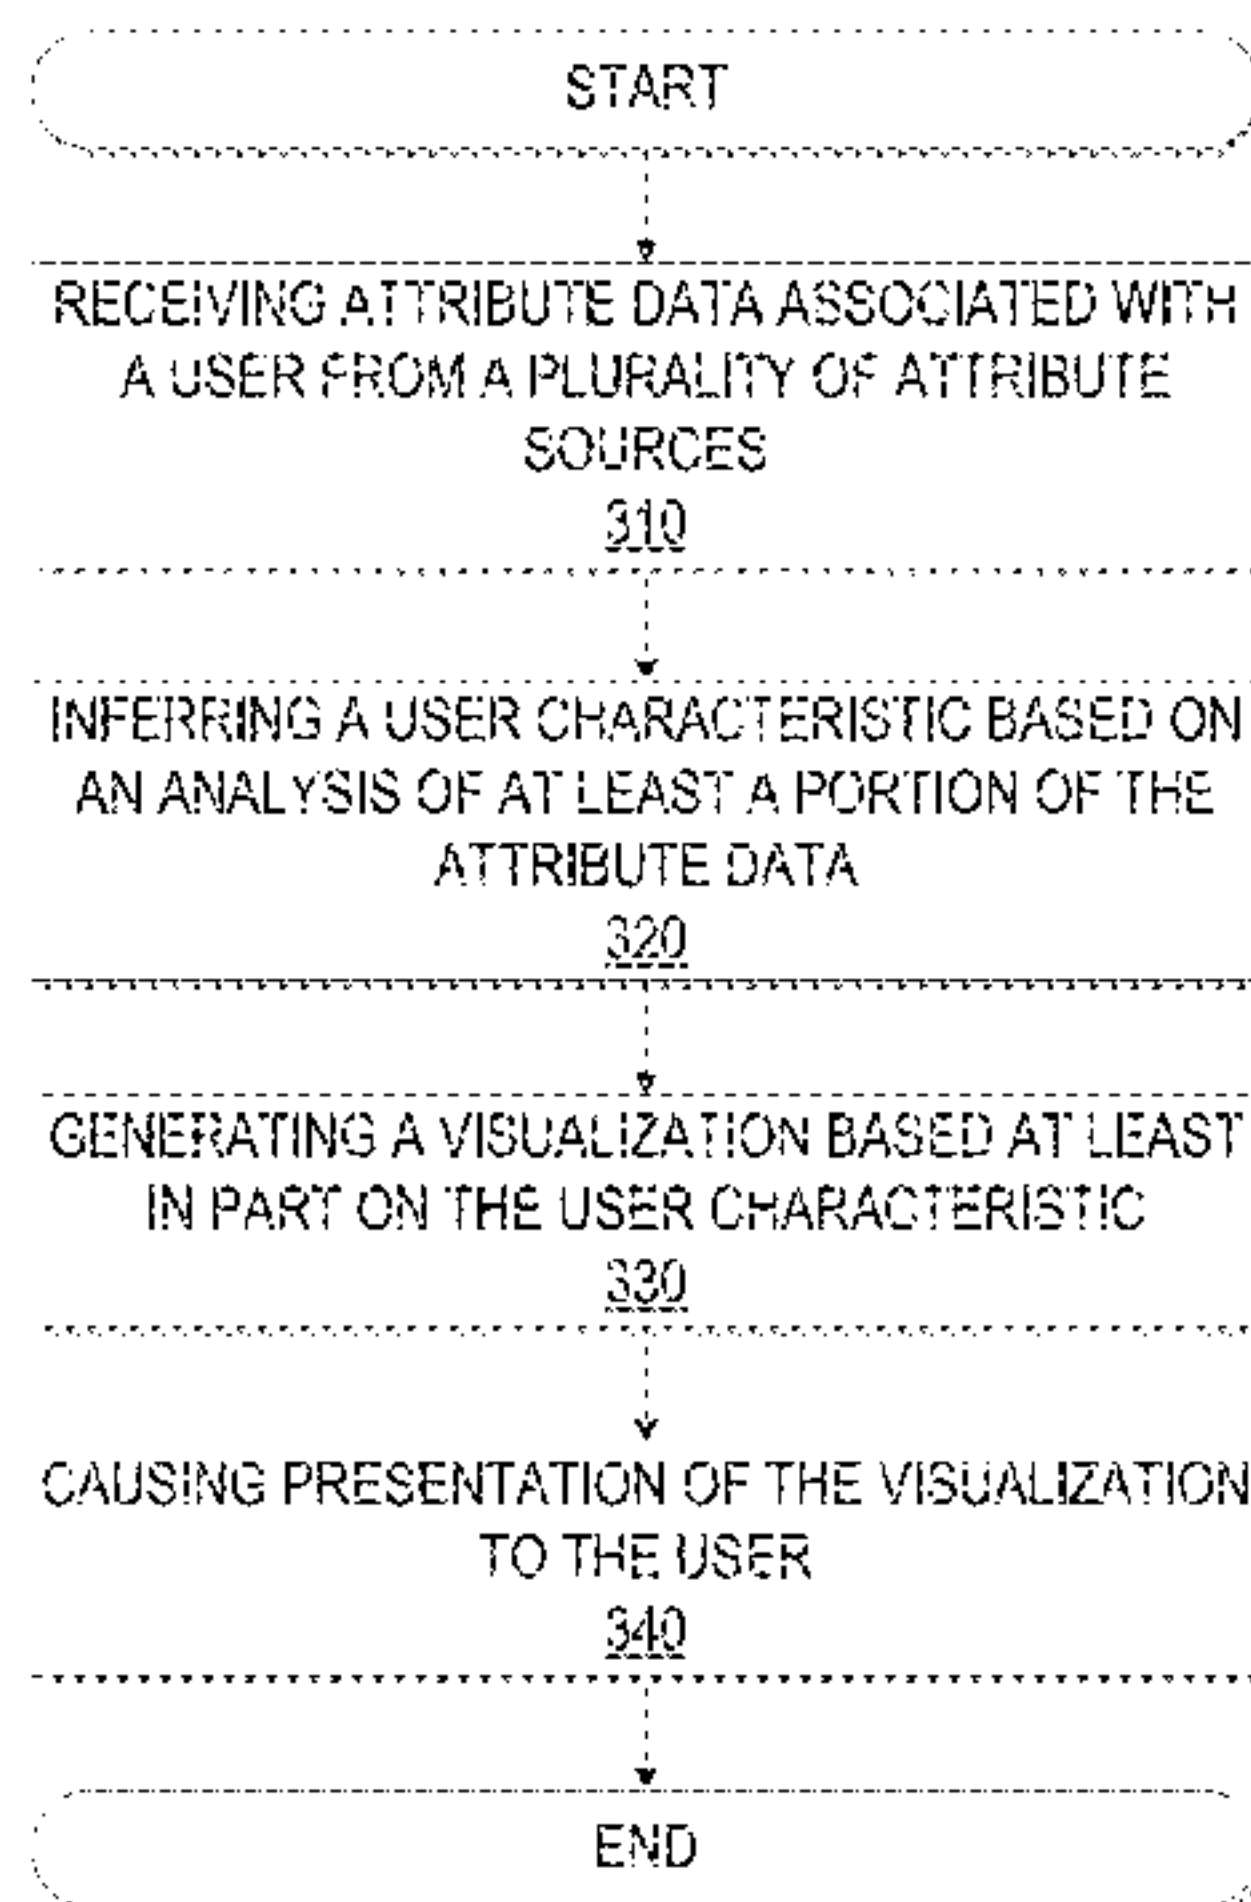 START
RECEIVING ATTRIBUTE DATA ASSOCIATED WITH
A USER FROM A PLURALITY OF ATTRIBUTE
SOURCES
310
INFERRING A USER CHARACTERISTIC BASED ON
AN ANALYSIS OF AT LEAST A PORTION OF THE
ATTRIBUTE DATA
320
GENERATING A VISUALIZATION BASED AT LEAST
IN PART ON THE USER CHARACTERISTIC
330
CAUSING PRESENTATION OF THE VISUALIZATION
TO THE USER
340
END